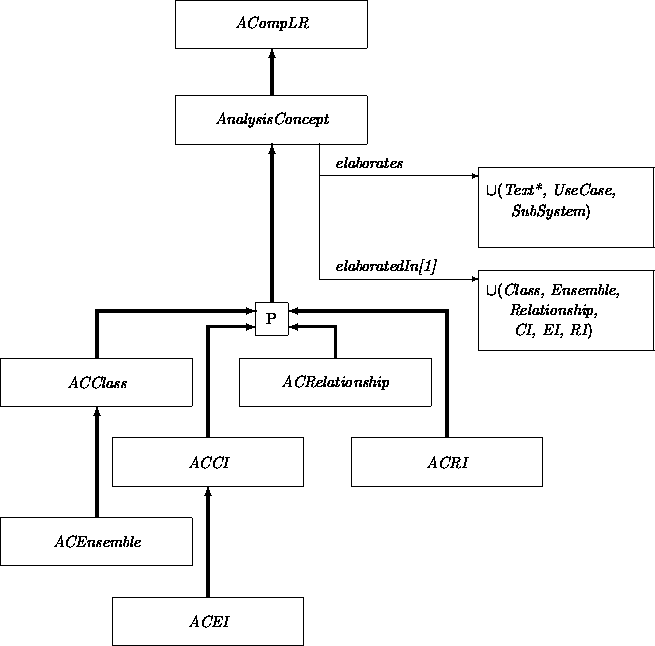 ACompLR
AnalysisConcept
elaborates
∪(Text*, UseCase,
SubSystem)
elaboratedIn[1]
∪(Class, Ensemble,
Relationship,
CI, EI, RI)
P
ACClass
ACRelationship
ACCI
ACRI
ACEnsemble
ACEI